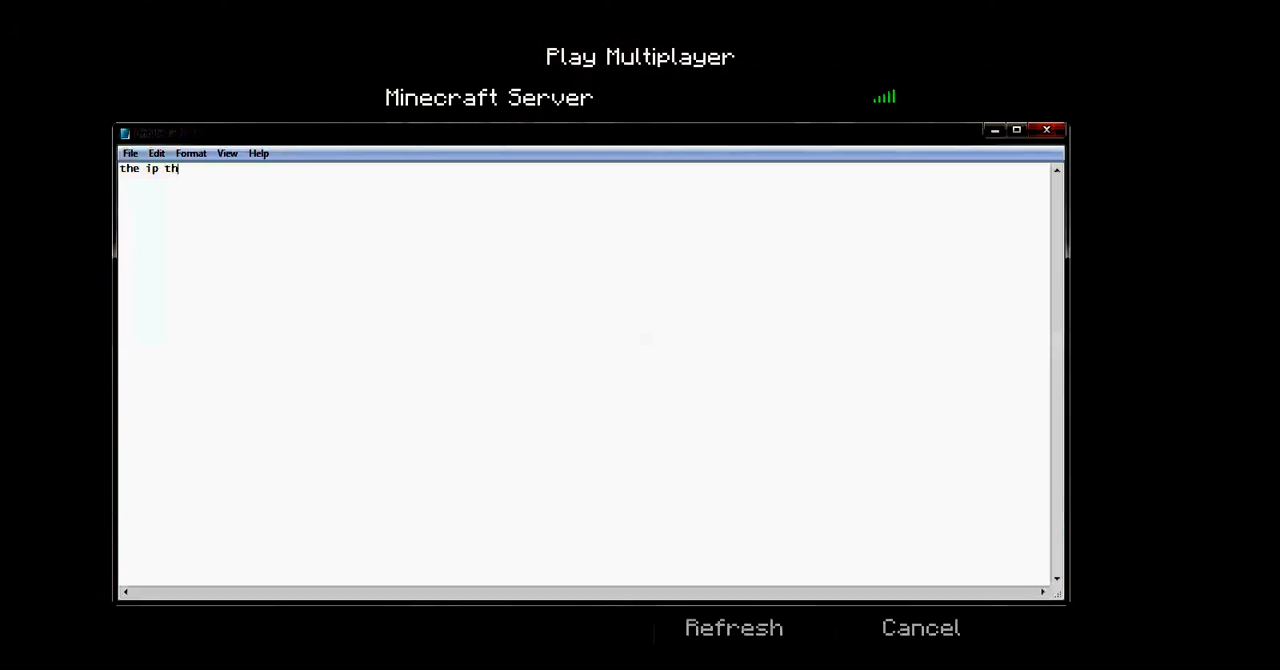 Play Multiplayer
Minecraft Server
File Edit Format View Help
the ip th
Refresh Cancel